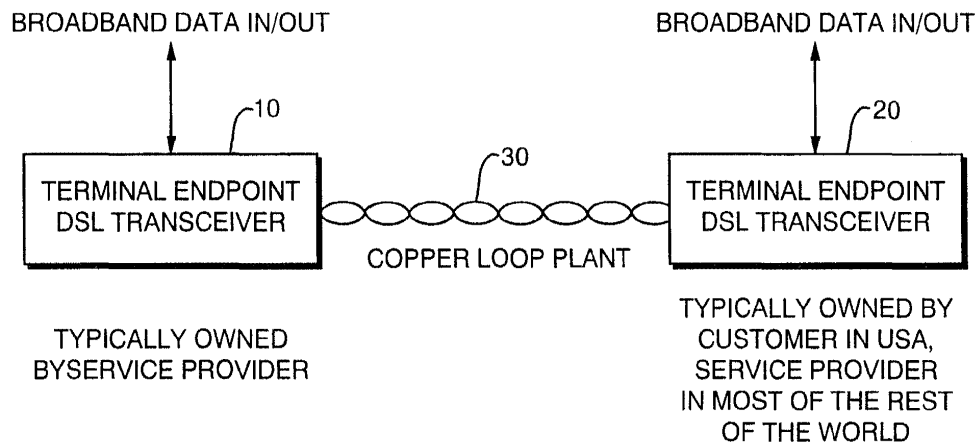 BROADBAND DATA IN/OUT
BROADBAND DATA IN/OUT
10
20
30
TERMINAL ENDPOINT
DSL TRANSCEIVER
TERMINAL ENDPOINT
DSL TRANSCEIVER
COPPER LOOP PLANT
TYPICALLY OWNED
BYSERVICE PROVIDER
TYPICALLY OWNED BY
CUSTOMER IN USA,
SERVICE PROVIDER
IN MOST OF THE REST
OF THE WORLD